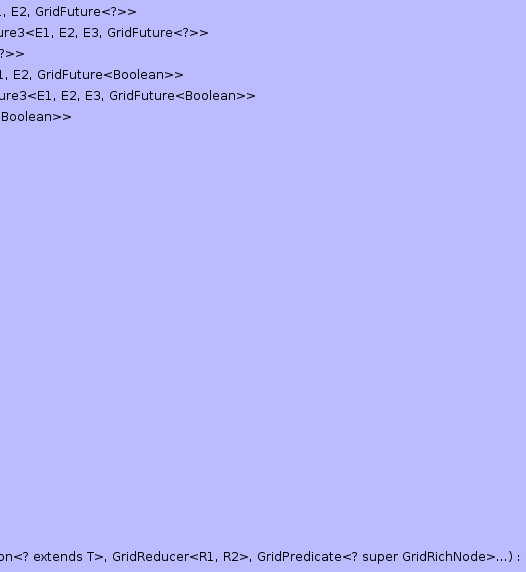 , E2, GridFuture<?>>
ure3<E1, E2, E3, GridFuture<?>>
?>>
1, E2, GridFuture<Boolean>>
ure3<E1, E2, E3, GridFuture<Boolean>>
Boolean>>
on<? extends T>, GridReducer<R1, R2>, GridPredicate<? super GridRichNode>...) :